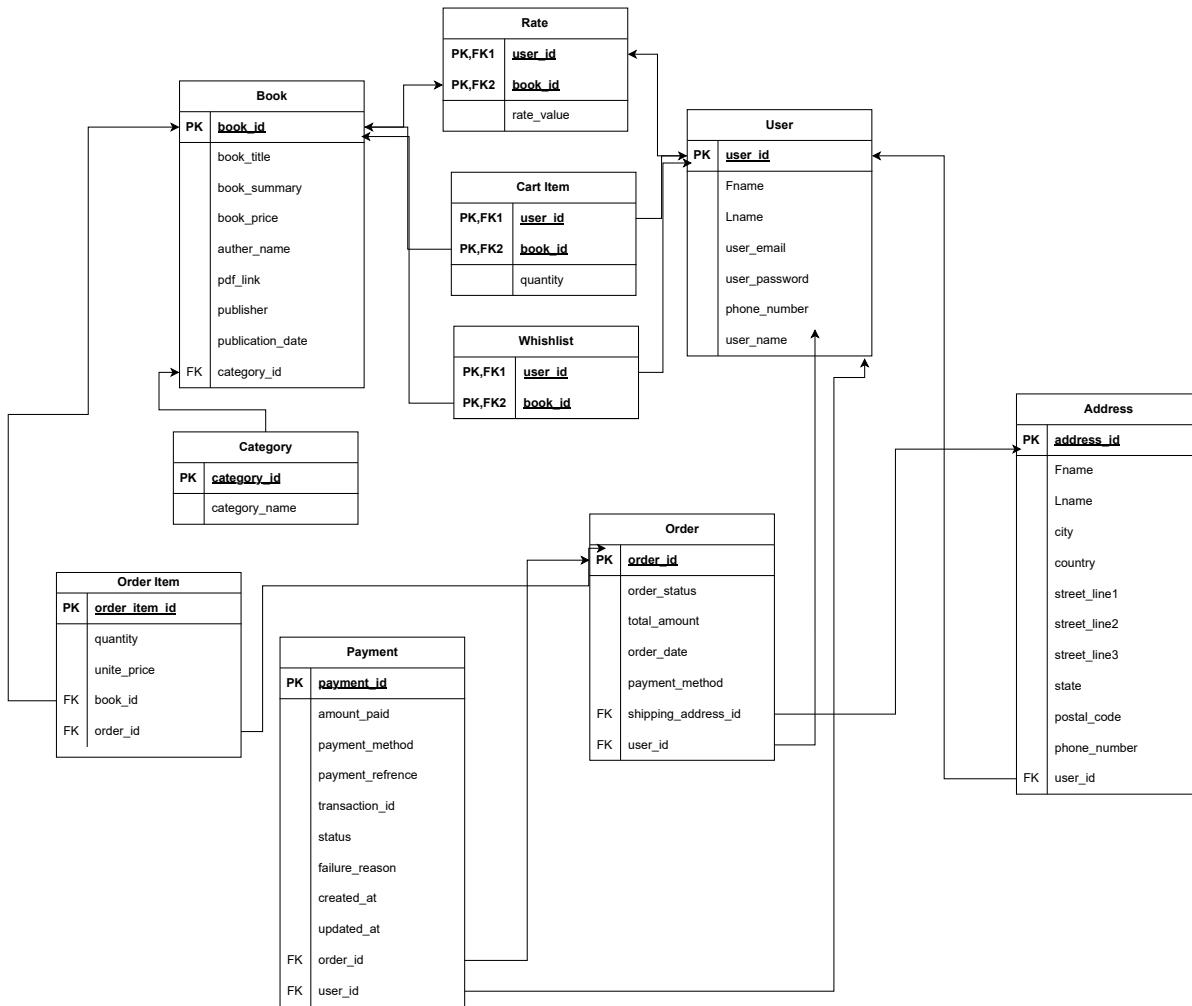 Rate
PK,FK1 user_id
PK,FK2 book_id
rate_value
Book
PK book_id
book_title
book_summary
book_price
auther_name
pdf_link
publisher
publication_date
FK category_id
User
PK user_id
Fname
Lname
user_email
user_password
phone_number
user_name
Cart Item
PK,FK1 user_id
PK,FK2 book_id
quantity
Whishlist
PK,FK1 user_id
PK,FK2 book_id
Category
PK category_id
category_name
Address
PK address_id
Fname
Lname
city
country
street_line1
street_line2
street_line3
state
postal_code
phone_number
FK user_id
Order
PK order_id
order_status
total_amount
order_date
payment_method
FK shipping_address_id
FK user_id
Order Item
PK order_item_id
quantity
unite_price
FK book_id
FK order_id
Payment
PK payment_id
amount_paid
payment_method
payment_refrence
transaction_id
status
failure_reason
created_at
updated_at
FK order_id
FK user_id